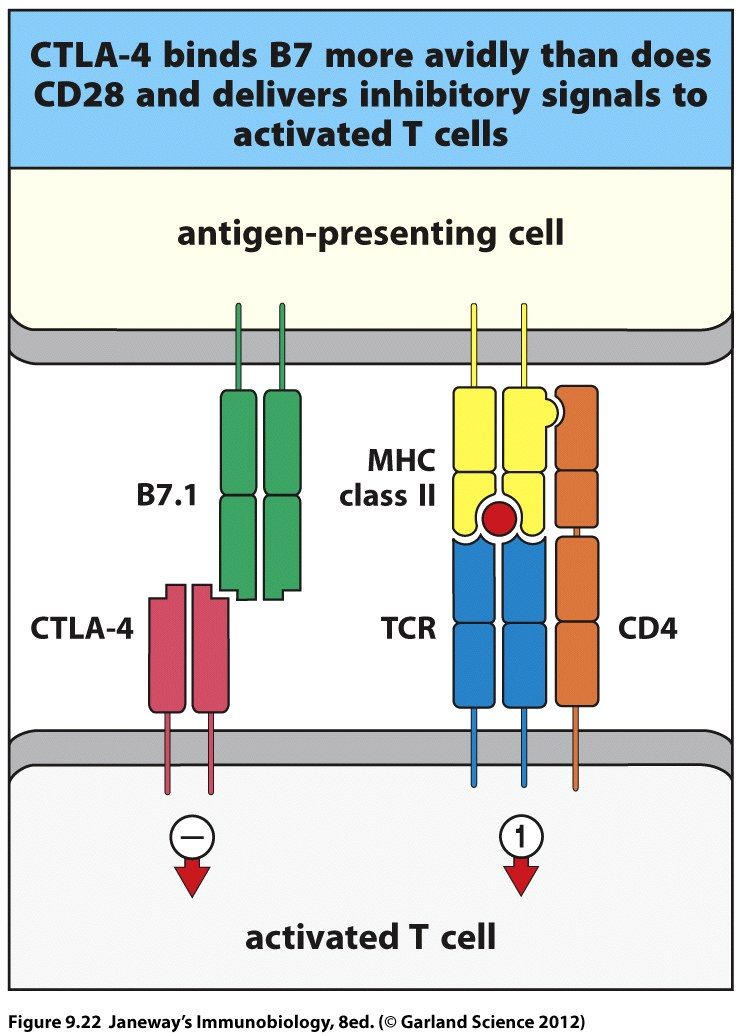 CTLA-4 binds B7 more avidly than does
CD28 and delivers inhibitory signals to
activated T cells
antigen-presenting cell
MHC
class II
B7.1
CTLA-4
TCR
CD4
–
1
activated T cell
Figure 9.22 Janeway’s Immunobiology, 8ed. (© Garland Science 2012)